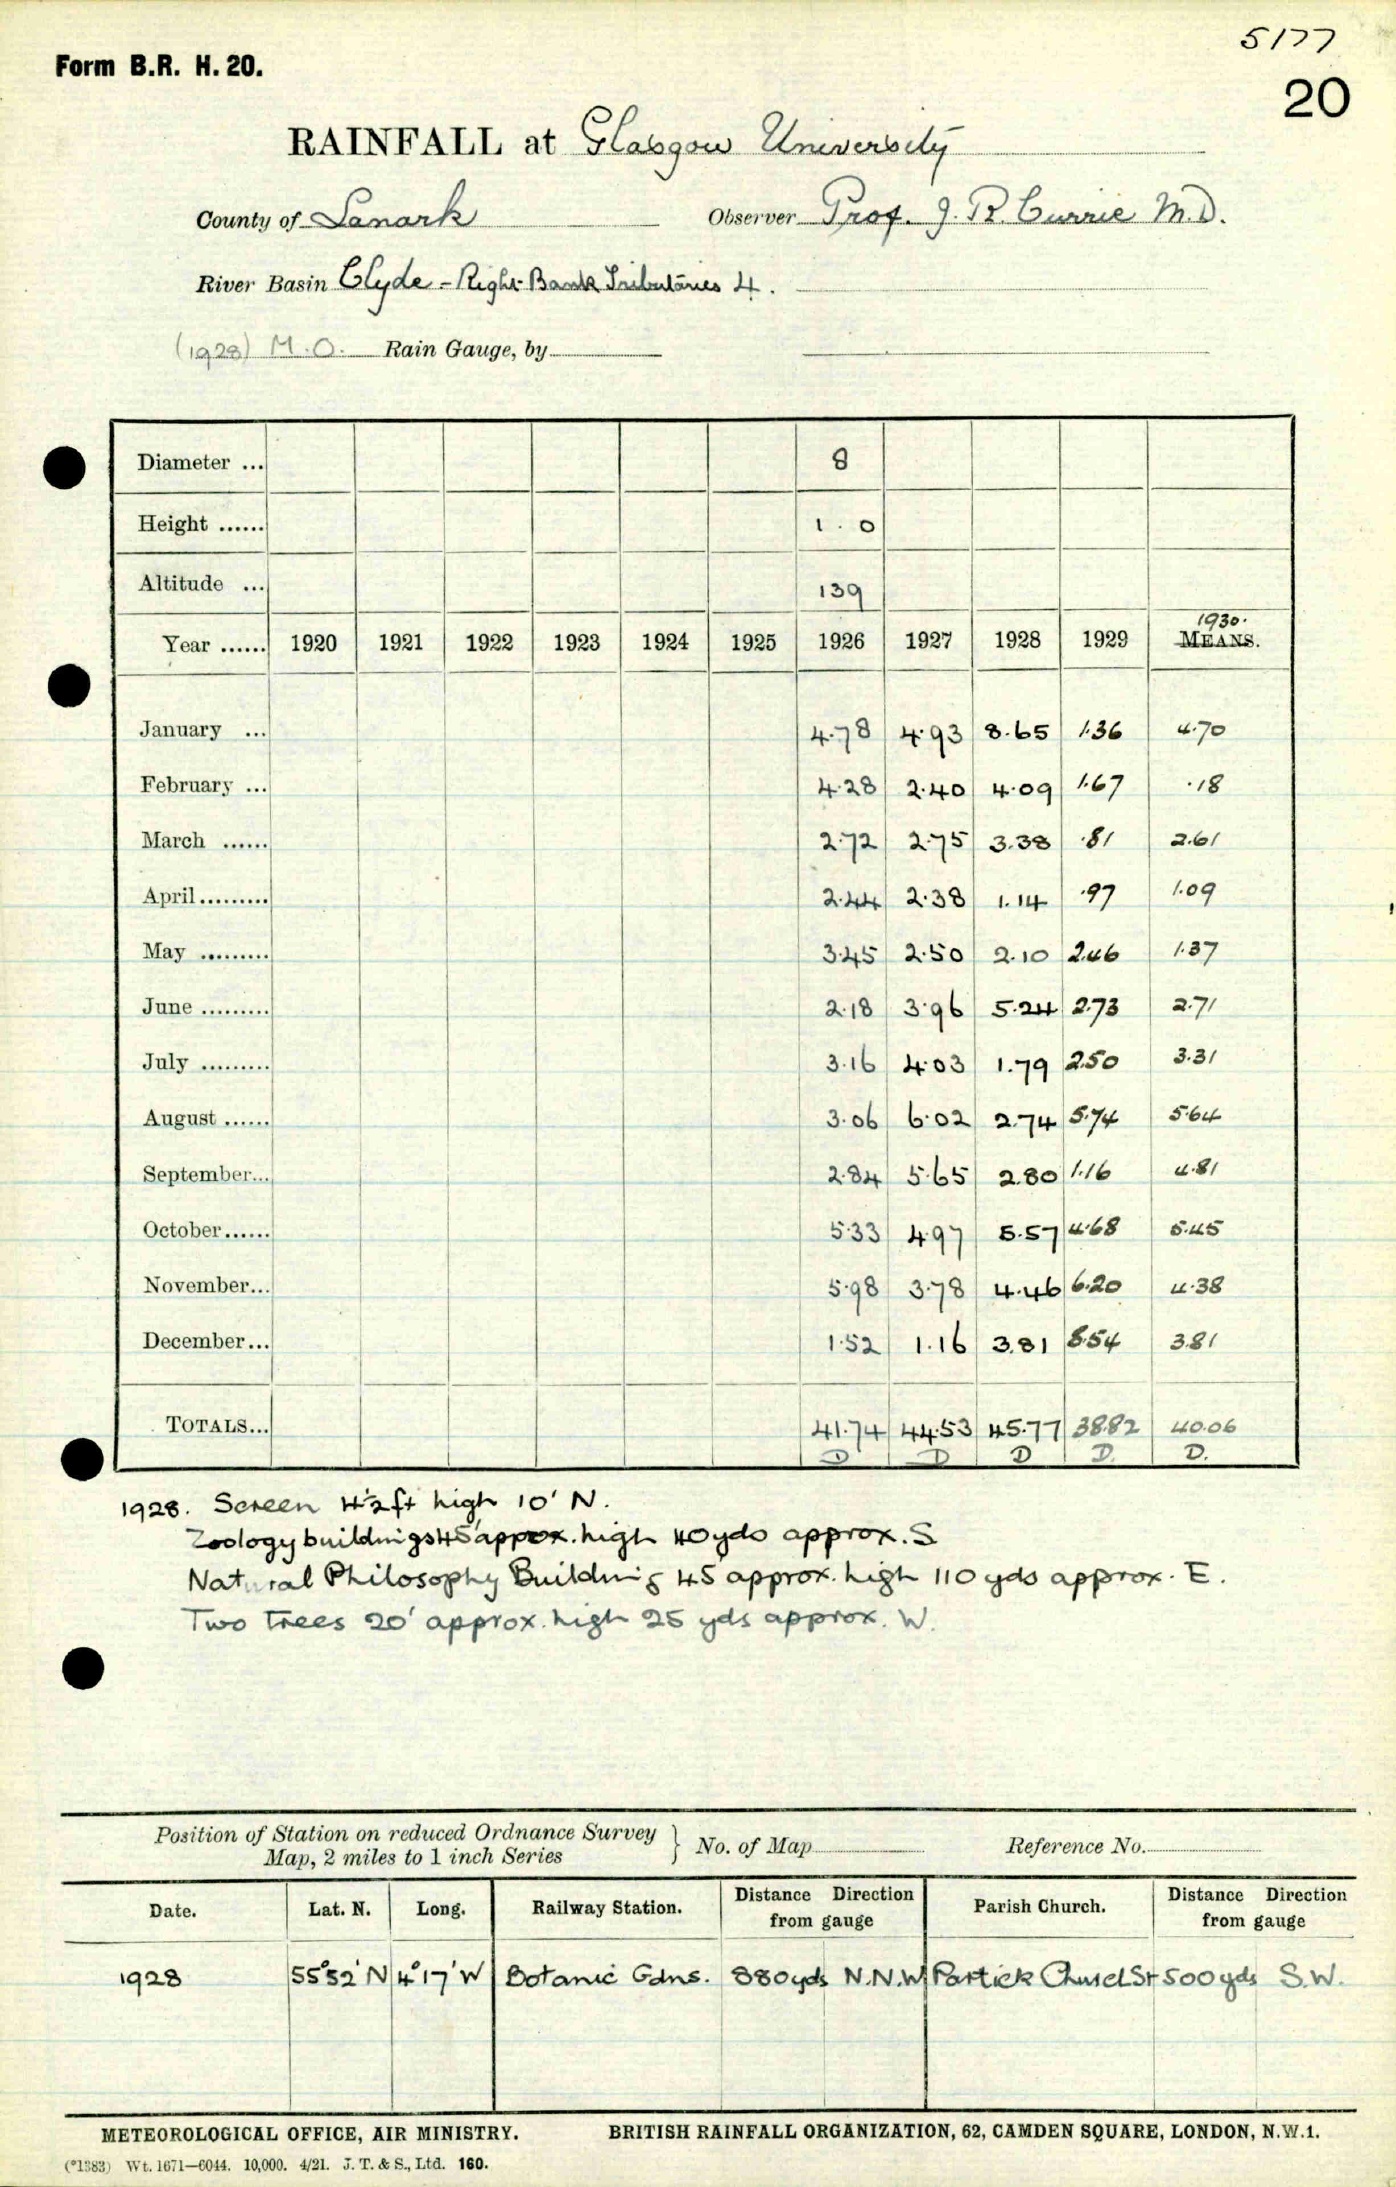 5177
Form B.R. H. 20.
20
RAINFALL at Glasgow University
County of Lanark Observer Prof. J. R. Currie M.D.
River Basin Clyde - Right Bank Tributaries 4.
(1928) M.O. Rain Gauge, by
Diameter ... 8
Height ...... 1 . 0
Altitude ... 139
1930.
Year ...... 1920 1921 1922 1923 1924 1925 1926 1927 1928 1929 MEANS.
January ... 4.78 4.93 8.65 1.36 4.70
February ... 4.28 2.40 4.09 1.67 .18
March ...... 2.72 2.75 3.38 .81 2.61
April......... 2.44 2.38 1.14 .97 1.09
May ......... 3.45 2.50 2.10 2.46 1.37
June ......... 2.18 3.96 5.24 2.73 2.71
July ......... 3.16 4.03 1.79 2.50 3.31
August ...... 3.06 6.02 2.74 5.74 5.64
September... 2.84 5.65 2.80 1.16 4.81
October...... 5.33 4.97 5.57 4.68 5.45
November... 5.98 3.78 4.46 6.20 4.38
December... 1.52 1.16 3.81 8.54 3.81
TOTALS... 41.74 44.53 45.77 38.82 40.06
D D D D. D.
1928. Screen 4½ft high 10' N.
Zoology buildings 45' approx. high 40 yds approx. S
Natural Philosophy Building 45' approx. high 110 yds approx. E.
Two trees 20' approx. high 25 yds approx. W.
Position of Station on reduced Ordnance Survey
Map, 2 miles to 1 inch Series } No. of Map Reference No.
Date. Lat. N. Long. Railway Station. Distance Direction from gauge Parish Church. Distance Direction from gauge
1928 55°52' N 4°17' W Botanic Gdns. 880 yds N.N.W Partick Church St 500 yds S.W.
METEOROLOGICAL OFFICE, AIR MINISTRY. BRITISH RAINFALL ORGANIZATION, 62, CAMDEN SQUARE, LONDON, N.W.1.
(*1383) Wt. 1671—6044. 10,000. 4/21. J. T. & S., Ltd. 160.